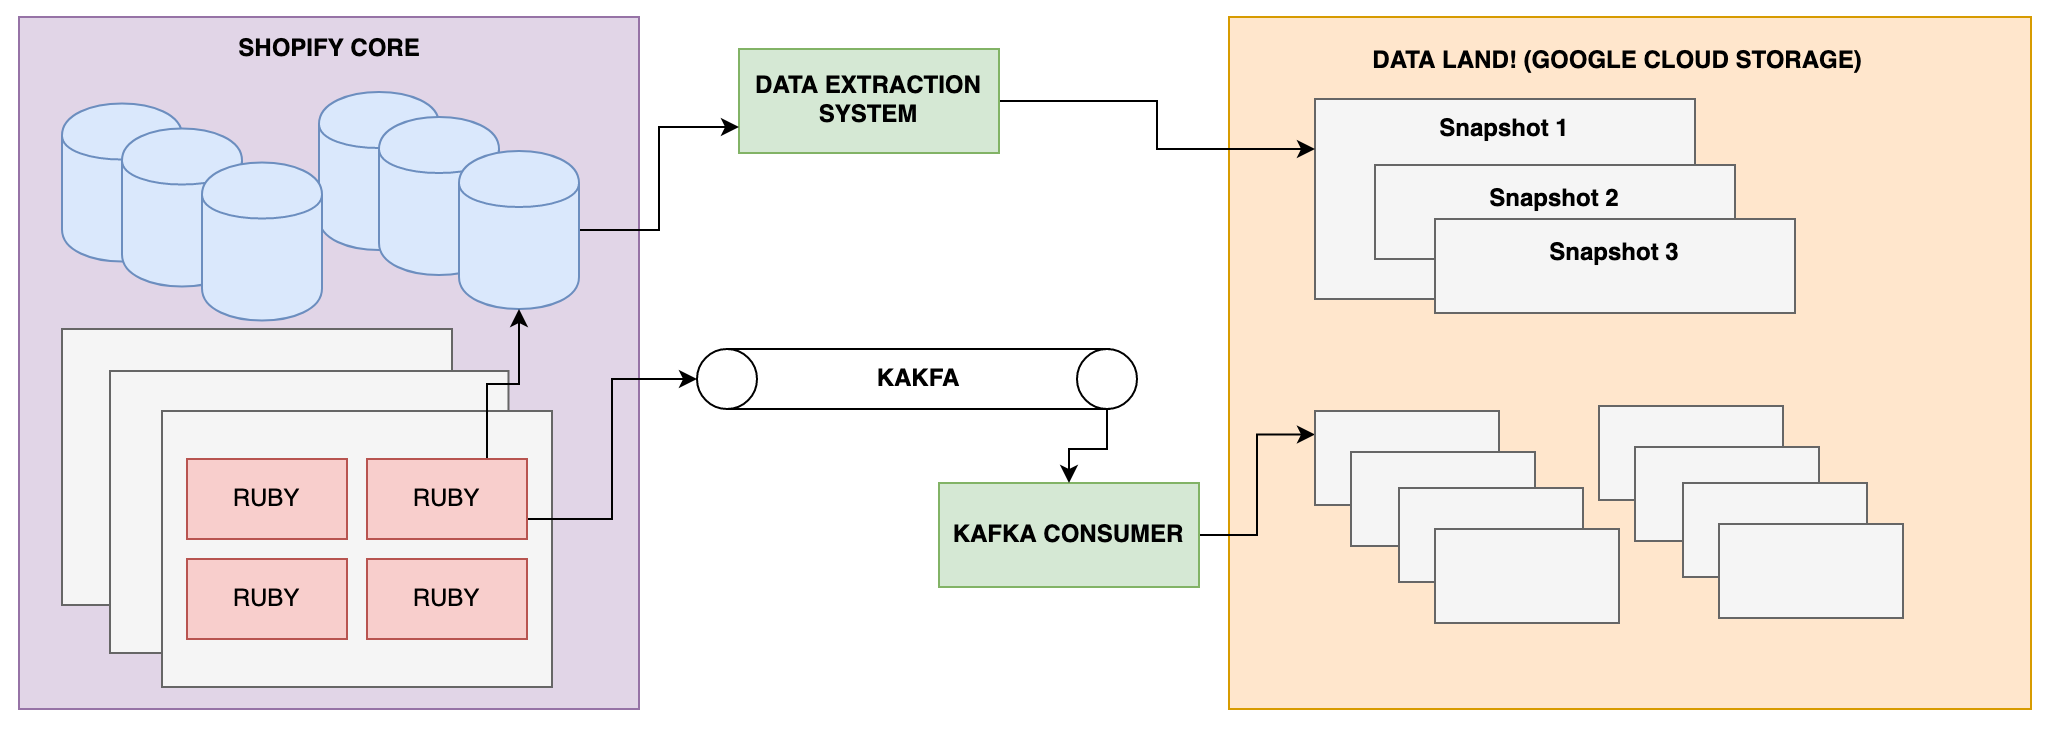 SHOPIFY CORE
RUBY
RUBY
RUBY
RUBY
DATA EXTRACTION
SYSTEM
KAKFA
KAFKA CONSUMER
DATA LAND! (GOOGLE CLOUD STORAGE)
Snapshot 1
Snapshot 2
Snapshot 3